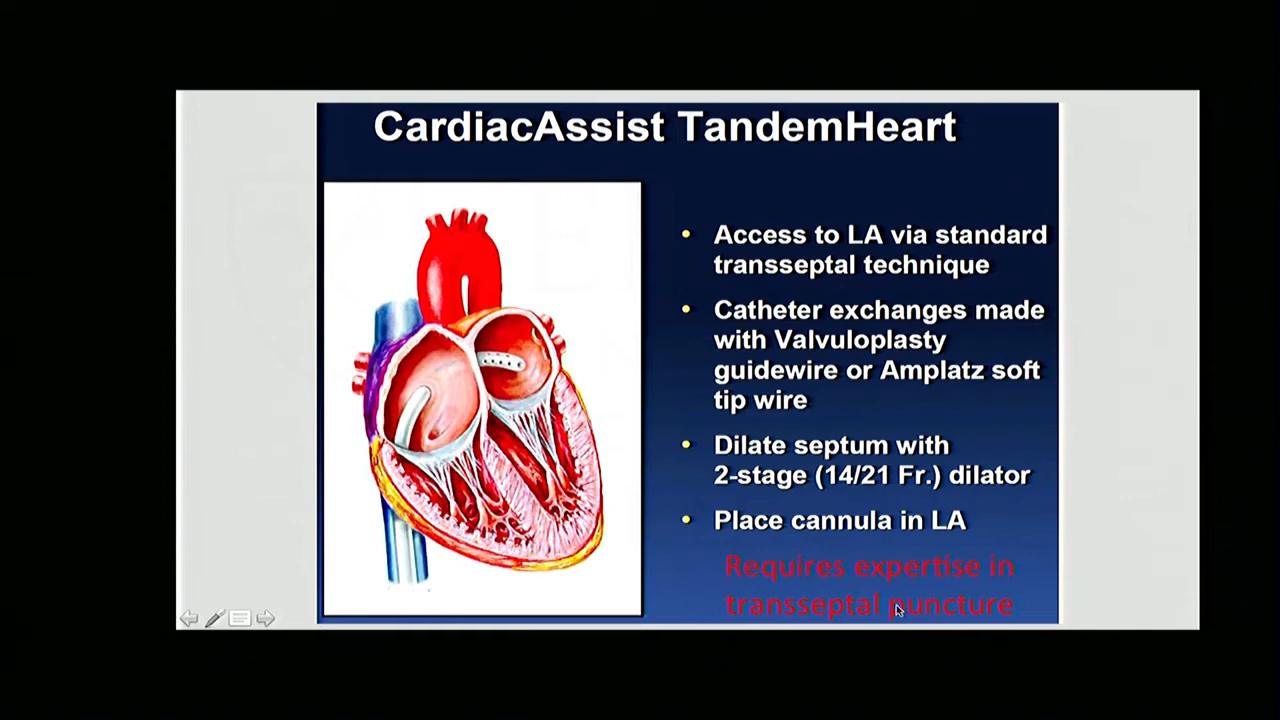 CardiacAssist TandemHeart
• Access to LA via standard
transseptal technique
• Catheter exchanges made
with Valvuloplasty
guidewire or Amplatz soft
tip wire
• Dilate septum with
2-stage (14/21 Fr.) dilator
• Place cannula in LA
Requires expertise in
transseptal puncture